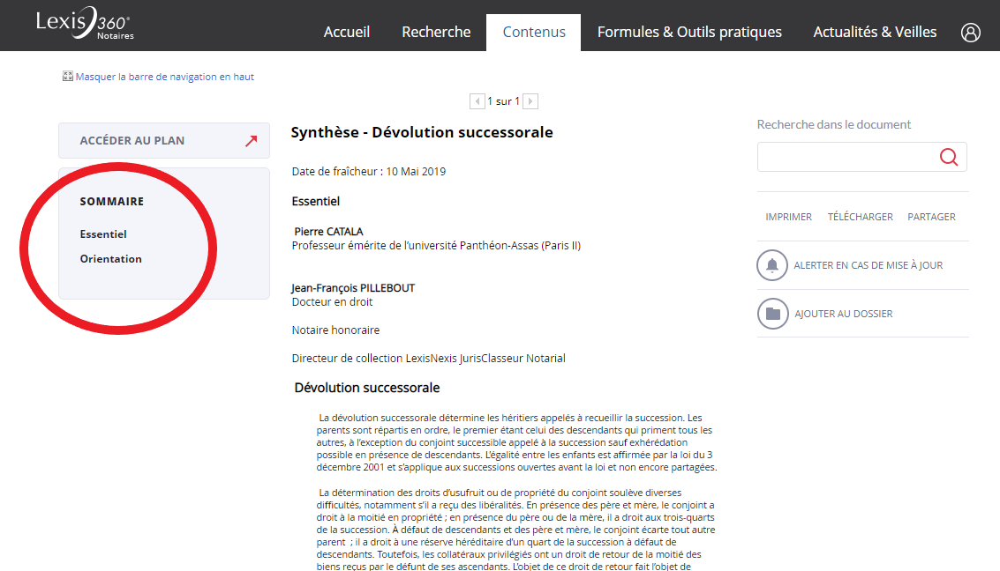 Lexis 360®
Notaires
Accueil Recherche Contenus Formules & Outils pratiques Actualités & Veilles
Masquer la barre de navigation en haut
1 sur 1
ACCÉDER AU PLAN
SOMMAIRE
Essentiel
Orientation
Synthèse - Dévolution successorale
Date de fraîcheur : 10 Mai 2019
Essentiel
Pierre CATALA
Professeur émérite de l’université Panthéon-Assas (Paris II)
Jean-François PILLEBOUT
Docteur en droit
Notaire honoraire
Directeur de collection LexisNexis JurisClasseur Notarial
Dévolution successorale
La dévolution successorale détermine les héritiers appelés à recueillir la succession. Les
parents sont répartis en ordre, le premier étant celui des descendants qui priment tous les
autres, à l’exception du conjoint successible appelé à la succession sauf exhérédation
possible en présence de descendants. L’égalité entre les enfants est affirmée par la loi du 3
décembre 2001 et s’applique aux successions ouvertes avant la loi et non encore partagées.
La détermination des droits d’usufruit ou de propriété du conjoint soulève diverses
difficultés, notamment s’il a reçu des libéralités. En présence des père et mère, le conjoint a
droit à la moitié en propriété ; en présence du père ou de la mère, il a droit aux trois-quarts
de la succession. À défaut de descendants et des père et mère, le conjoint écarte tout autre
parent ; il a droit à une réserve héréditaire d’un quart de la succession à défaut de
descendants. Toutefois, les collatéraux privilégiés ont un droit de retour de la moitié des
biens reçus par le défunt de ses ascendants. L’objet de ce droit de retour fait l’objet de
Recherche dans le document
IMPRIMER TÉLÉCHARGER PARTAGER
ALERTER EN CAS DE MISE À JOUR
AJOUTER AU DOSSIER